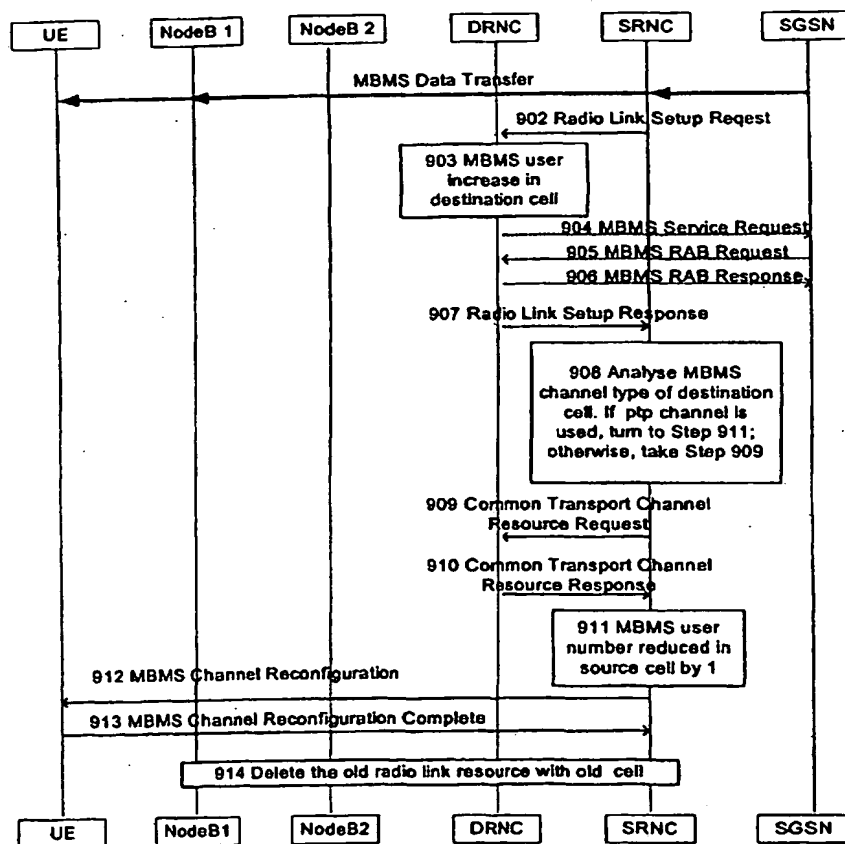 UE NodeB 1 NodeB 2 DRNC SRNC SGSN
MBMS Data Transfer
902 Radio Link Setup Reqest
903 MBMS user
increase in
destination cell
904 MBMS Service Request
905 MBMS RAB Request
906 MBMS RAB Response
907 Radio Link Setup Response
908 Analyse MBMS
channel type of destination
cell. If ptp channel is
used, turn to Step 911;
otherwise, take Step 909
909 Common Transport Channel
Resource Request
910 Common Transport Channel
Resource Response
911 MBMS user
number reduced in
source cell by 1
912 MBMS Channel Reconfiguration
913 MBMS Channel Reconfiguration Complete
914 Delete the old radio link resource with old cell
UE NodeB1 NodeB2 DRNC SRNC SGSN